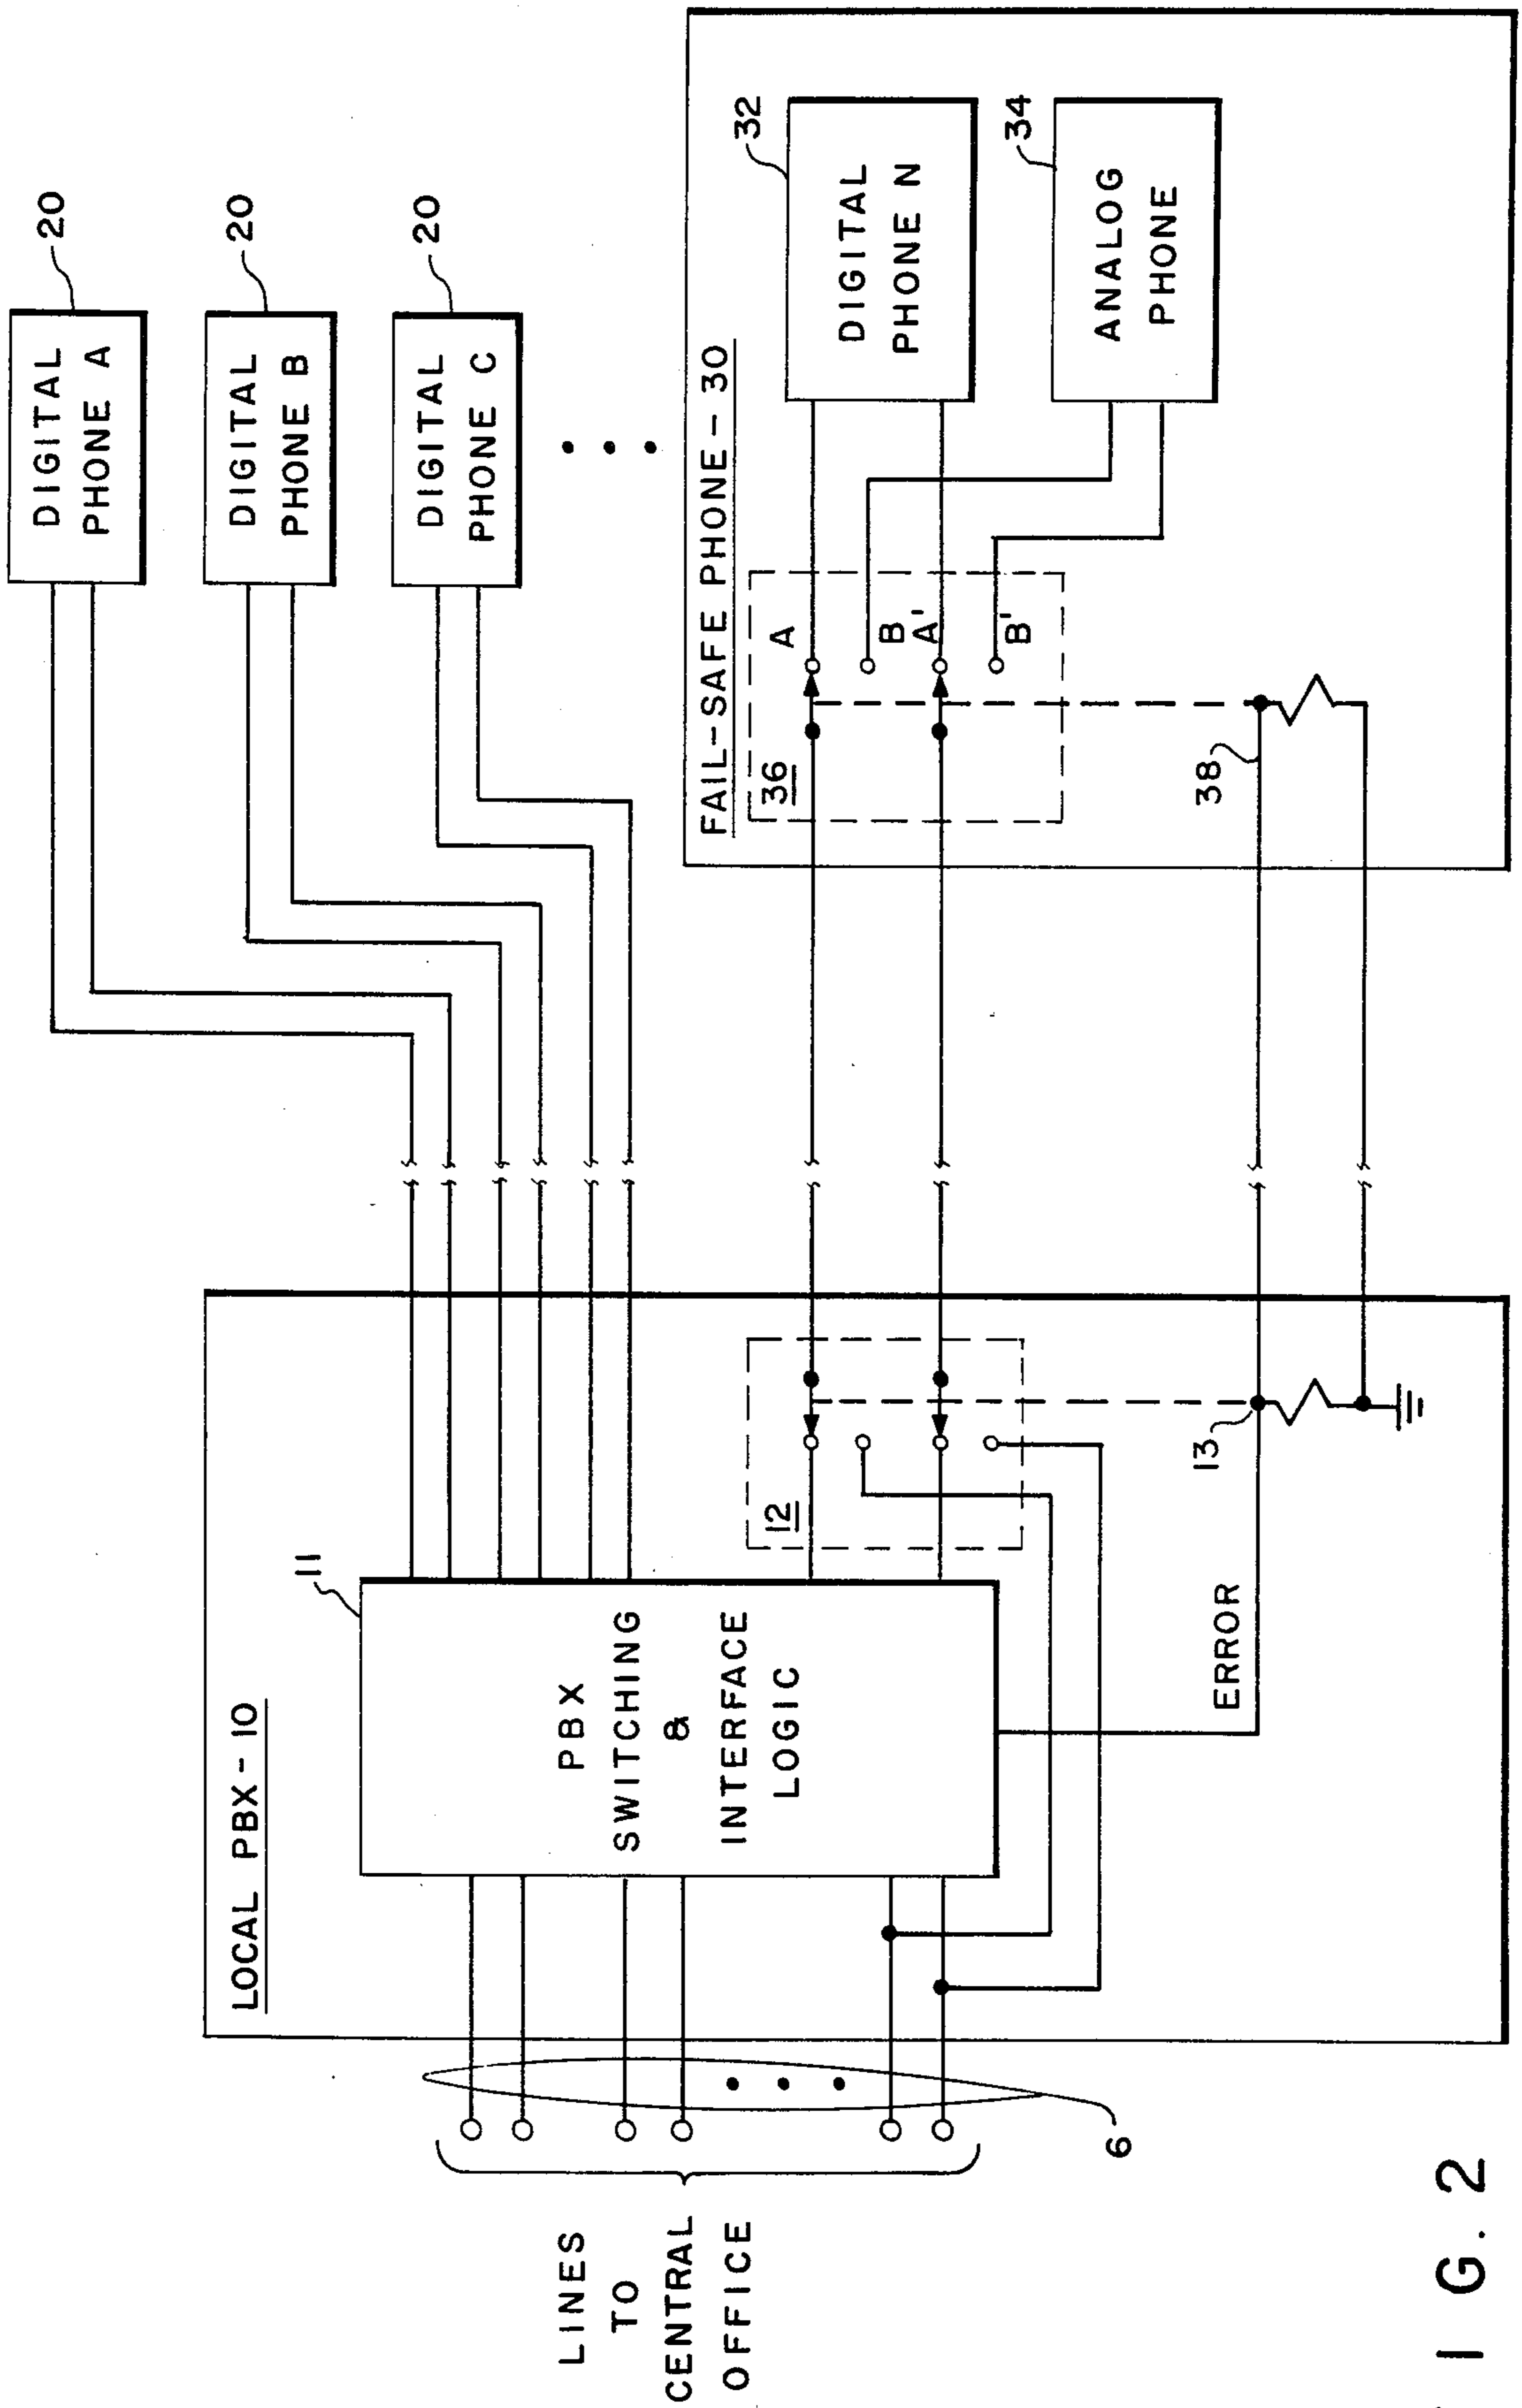 DIGITAL
PHONE A
20
DIGITAL
PHONE B
20
DIGITAL
PHONE C
20
LOCAL PBX-10
11
PBX
SWITCHING
&
INTERFACE
LOGIC
12
13
ERROR
LINES
TO
CENTRAL
OFFICE
6
FAIL-SAFE PHONE-30
36
A
B
A'
B'
38
DIGITAL
PHONE N
32
ANALOG
PHONE
34
I G. 2